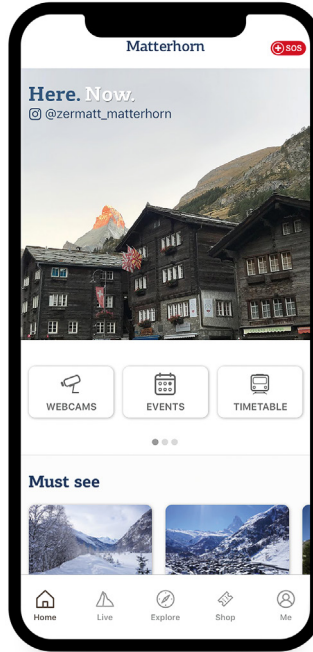 Matterhorn
SOS
Here. Now.
@zermatt_matterhorn
WEBCAMS
EVENTS
TIMETABLE
Must see
Home
Live
Explore
Shop
Me